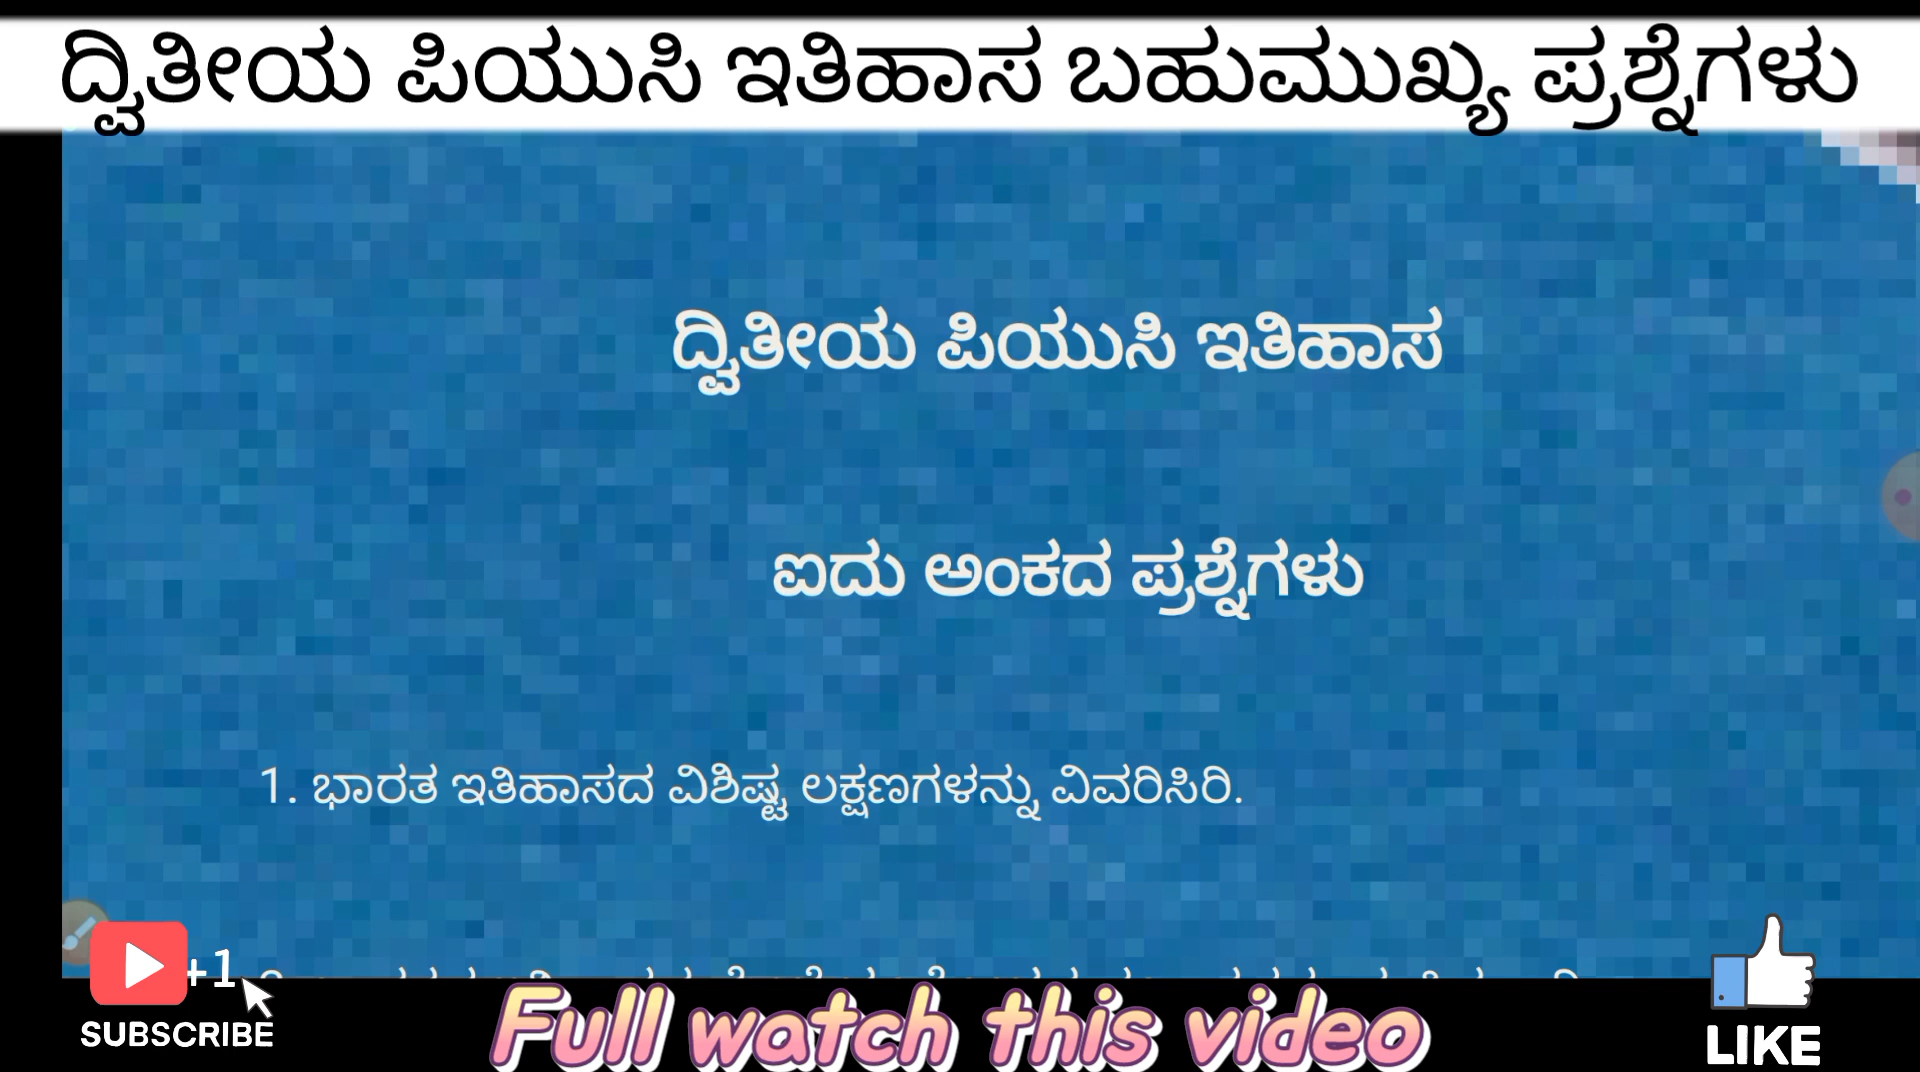 ದ್ವಿತೀಯ ಪಿಯುಸಿ ಇತಿಹಾಸ ಬಹುಮುಖ್ಯ ಪ್ರಶ್ನೆಗಳು
ದ್ವಿತೀಯ ಪಿಯುಸಿ ಇತಿಹಾಸ
ಐದು ಅಂಕದ ಪ್ರಶ್ನೆಗಳು
1. ಭಾರತ ಇತಿಹಾಸದ ವಿಶಿಷ್ಟ ಲಕ್ಷಣಗಳನ್ನು ವಿವರಿಸಿರಿ.
+1
SUBSCRIBE
Full watch this video
LIKE